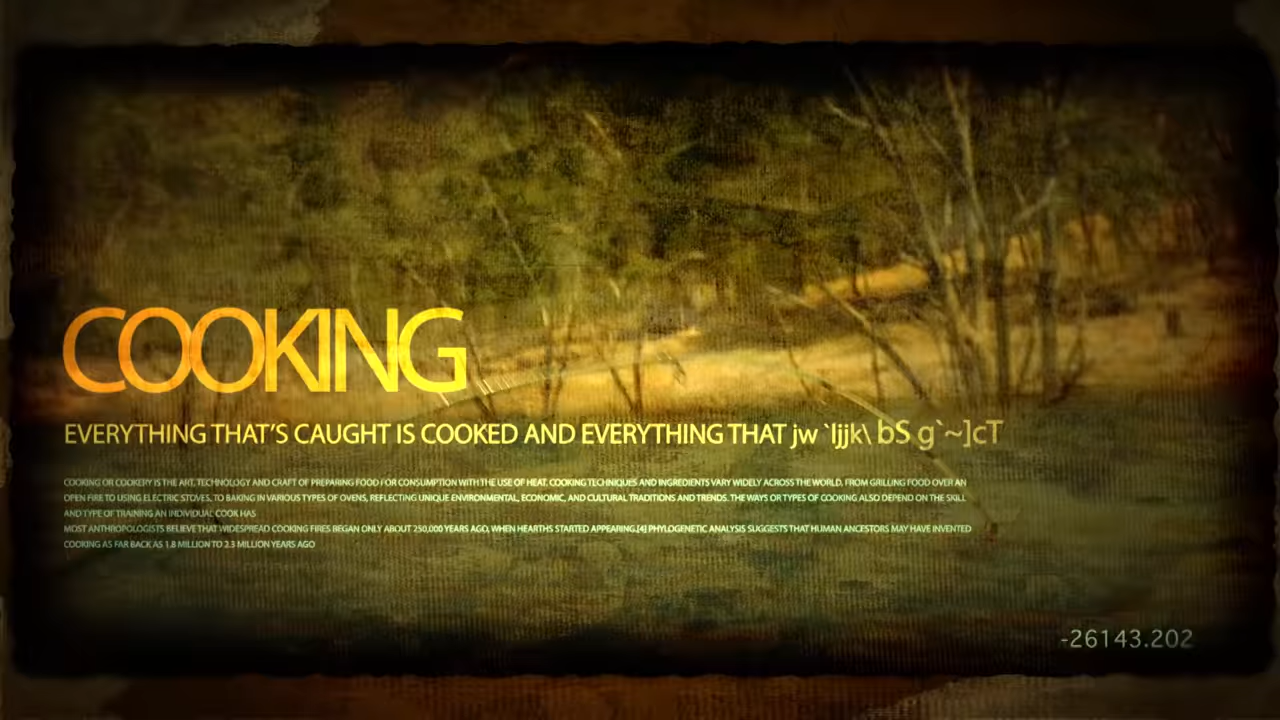 COOKING
EVERYTHING THAT'S CAUGHT IS COOKED AND EVERYTHING THAT jw `ljjk\ bS g`~]cT
COOKING OR COOKERY IS THE ART, TECHNOLOGY AND CRAFT OF PREPARING FOOD FOR CONSUMPTION WITH THE USE OF HEAT. COOKING TECHNIQUES AND INGREDIENTS VARY WIDELY ACROSS THE WORLD, FROM GRILLING FOOD OVER AN
OPEN FIRE TO USING ELECTRIC STOVES, TO BAKING IN VARIOUS TYPES OF OVENS, REFLECTING UNIQUE ENVIRONMENTAL, ECONOMIC, AND CULTURAL TRADITIONS AND TRENDS. THE WAYS OR TYPES OF COOKING ALSO DEPEND ON THE SKILL
AND TYPE OF TRAINING AN INDIVIDUAL COOK HAS
MOST ANTHROPOLOGISTS BELIEVE THAT WIDESPREAD COOKING FIRES BEGAN ONLY ABOUT 250,000 YEARS AGO, WHEN HEARTHS STARTED APPEARING.[4] PHYLOGENETIC ANALYSIS SUGGESTS THAT HUMAN ANCESTORS MAY HAVE INVENTED
COOKING AS FAR BACK AS 1.8 MILLION TO 2.3 MILLION YEARS AGO
-26143.202